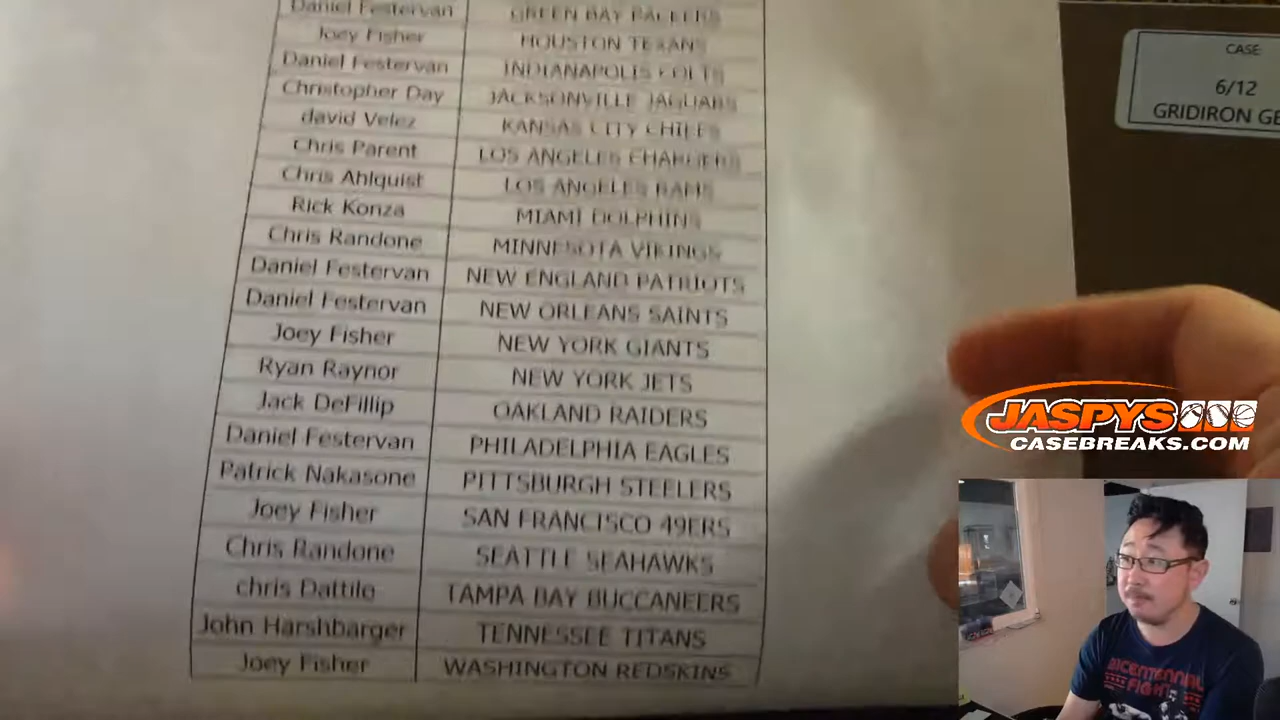 Daniel Festervan GREEN BAY PACKERS
Joey Fisher HOUSTON TEXANS
Daniel Festervan INDIANAPOLIS COLTS
Christopher Day JACKSONVILLE JAGUARS
david Velez KANSAS CITY CHIEFS
Chris Parent LOS ANGELES CHARGERS
Chris Ahlquist LOS ANGELES RAMS
Rick Konza MIAMI DOLPHINS
Chris Randone MINNESOTA VIKINGS
Daniel Festervan NEW ENGLAND PATRIOTS
Daniel Festervan NEW ORLEANS SAINTS
Joey Fisher NEW YORK GIANTS
Ryan Raynor NEW YORK JETS
Jack DeFillip OAKLAND RAIDERS
Daniel Festervan PHILADELPHIA EAGLES
Patrick Nakasone PITTSBURGH STEELERS
Joey Fisher SAN FRANCISCO 49ERS
Chris Randone SEATTLE SEAHAWKS
chris Dattilo TAMPA BAY BUCCANEERS
John Harshbarger TENNESSEE TITANS
Joey Fisher WASHINGTON REDSKINS
CASE
6/12
GRIDIRON GE
JASPYS
CASEBREAKS.COM
BICENTENNIAL
FIGHT